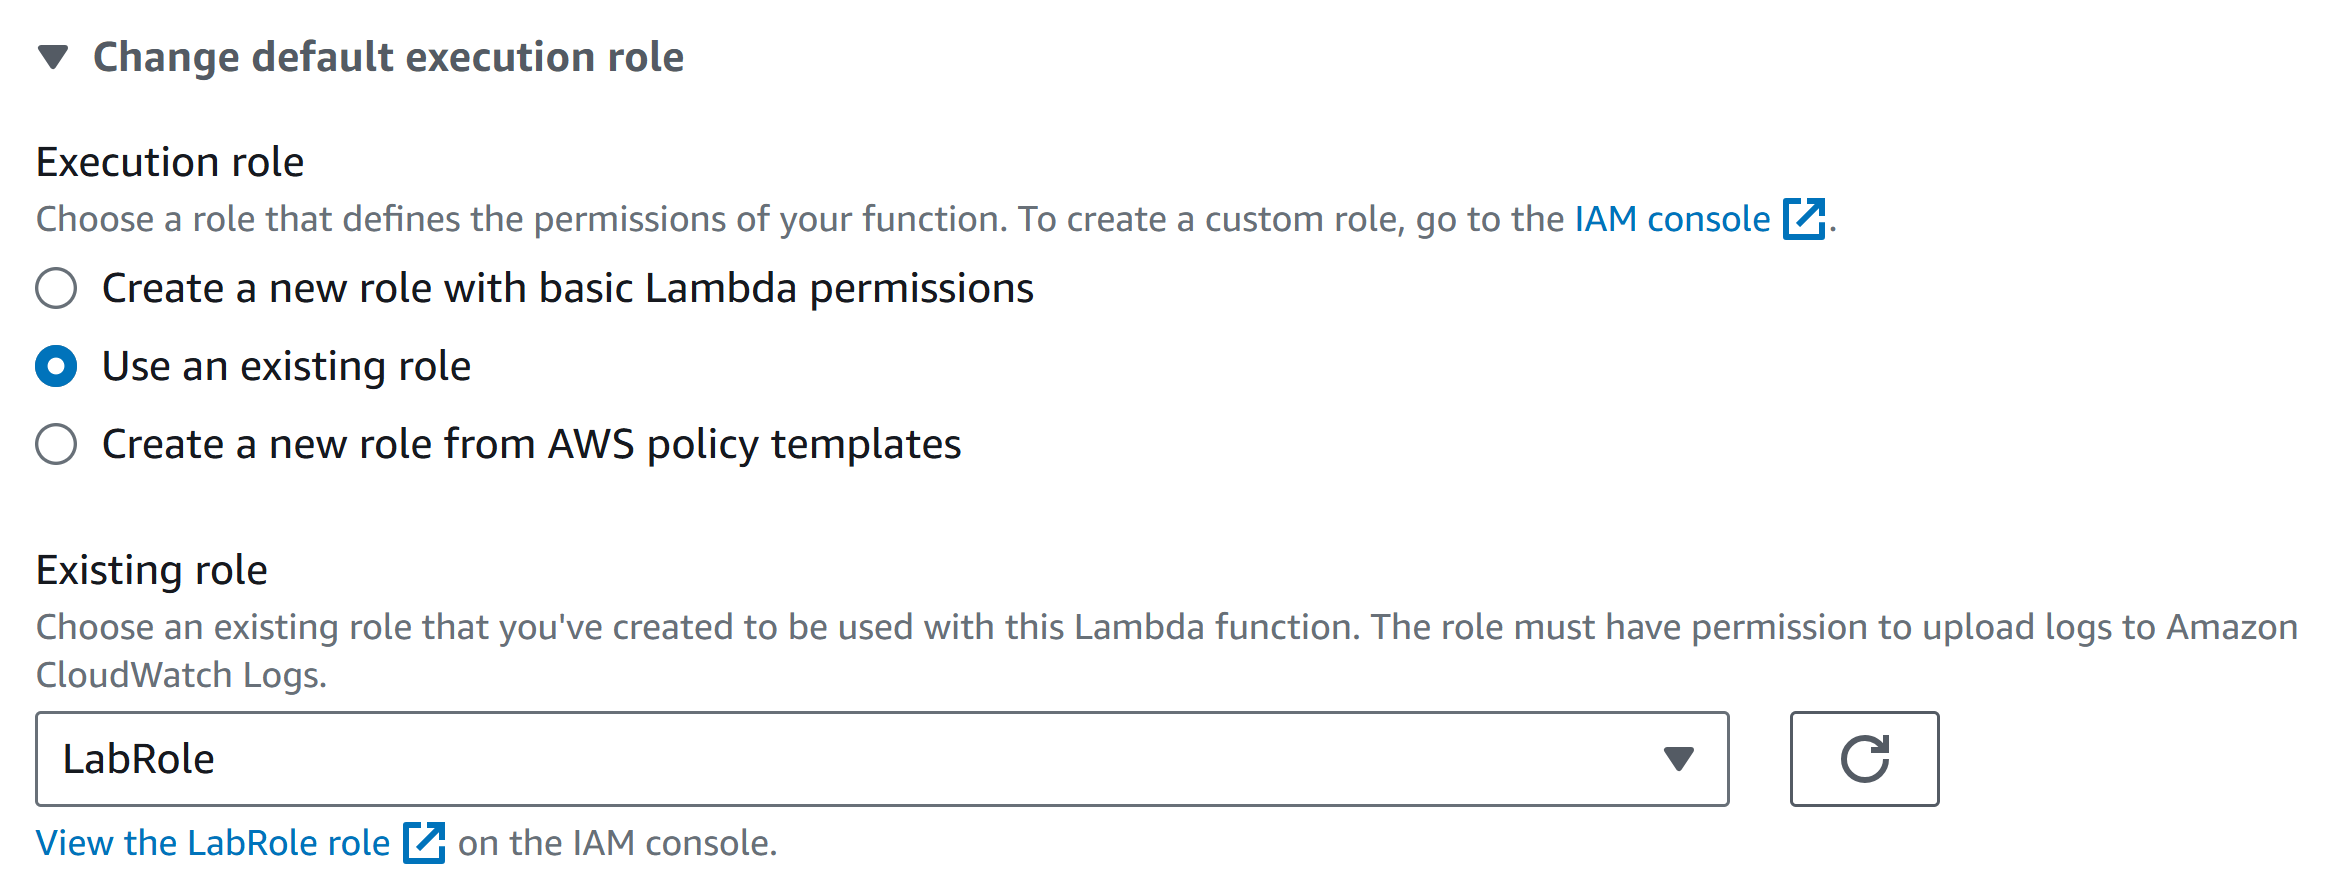 Change default execution role
Execution role
Choose a role that defines the permissions of your function. To create a custom role, go to the IAM console.
Create a new role with basic Lambda permissions
Use an existing role
Create a new role from AWS policy templates
Existing role
Choose an existing role that you've created to be used with this Lambda function. The role must have permission to upload logs to Amazon
CloudWatch Logs.
LabRole
View the LabRole role on the IAM console.